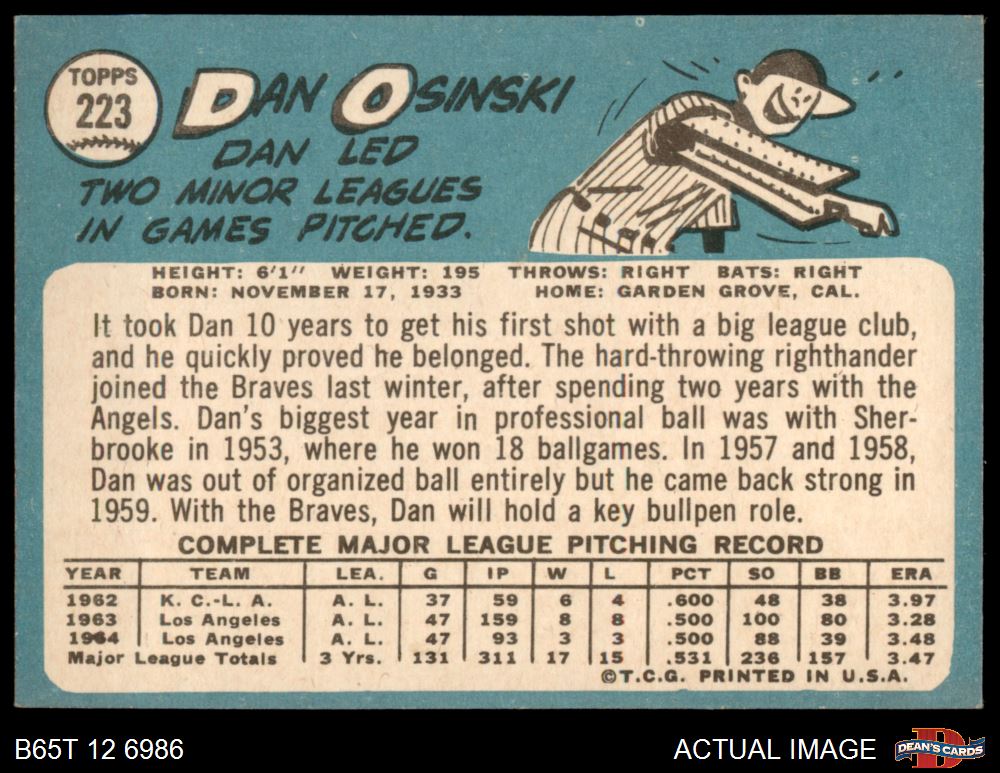 TOPPS
223
DAN OSINSKI
DAN LED
TWO MINOR LEAGUES
IN GAMES PITCHED.
HEIGHT: 6'1" WEIGHT: 195 THROWS: RIGHT BATS: RIGHT
BORN: NOVEMBER 17, 1933 HOME: GARDEN GROVE, CAL.
It took Dan 10 years to get his first shot with a big league club,
and he quickly proved he belonged. The hard-throwing righthander
joined the Braves last winter, after spending two years with the
Angels. Dan's biggest year in professional ball was with Sher-
brooke in 1953, where he won 18 ballgames. In 1957 and 1958,
Dan was out of organized ball entirely but he came back strong in
1959. With the Braves, Dan will hold a key bullpen role.
COMPLETE MAJOR LEAGUE PITCHING RECORD
YEAR TEAM LEA. G IP W L PCT SO BB ERA
1962 K. C.-L. A. A. L. 37 59 6 4 .600 48 38 3.97
1963 Los Angeles A. L. 47 159 8 8 .500 100 80 3.28
1964 Los Angeles A. L. 47 93 3 3 .500 88 39 3.48
Major League Totals 3 Yrs. 131 311 17 15 .531 236 157 3.47
©T.C.G. PRINTED IN U.S.A.
B65T 12 6986 ACTUAL IMAGE DEAN'S CARDS